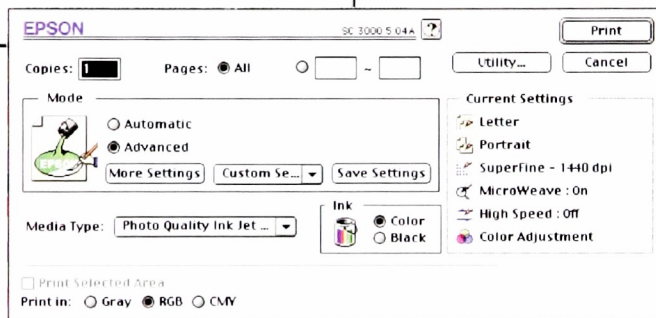 EPSON SC 3000 5.04A ? Print
Copies: 1 Pages: All ~ Utility... Cancel
Mode
EPSON
Automatic
Advanced
More Settings Custom Se... Save Settings
Current Settings
Letter
Portrait
SuperFine - 1440 dpi
MicroWeave : On
High Speed : Off
Color Adjustment
Media Type: Photo Quality Ink Jet ...
Ink
Color
Black
Print Selected Area
Print in: Gray RGB CMY